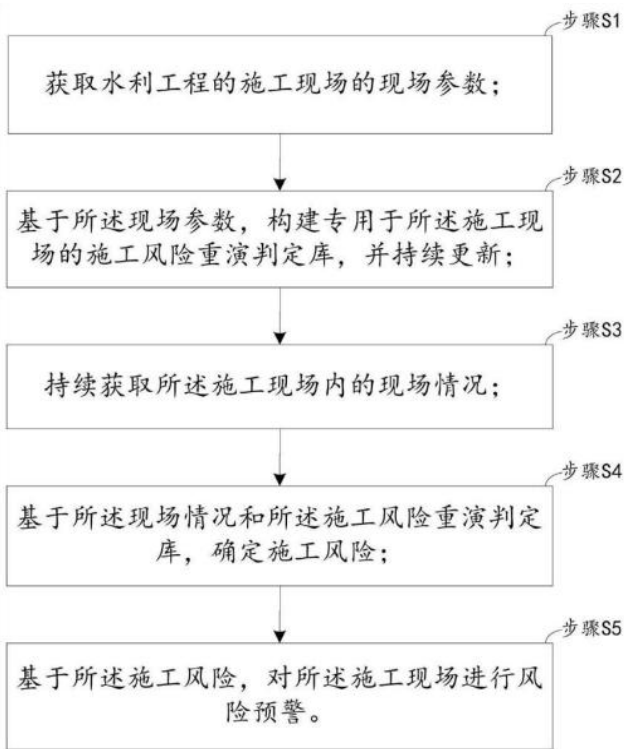 步骤S1
获取水利工程的施工现场的现场参数；
步骤S2
基于所述现场参数，构建专用于所述施工现
场的施工风险重演判定库，并持续更新；
步骤S3
持续获取所述施工现场内的现场情况；
步骤S4
基于所述现场情况和所述施工风险重演判定
库，确定施工风险；
步骤S5
基于所述施工风险，对所述施工现场进行风
险预警。